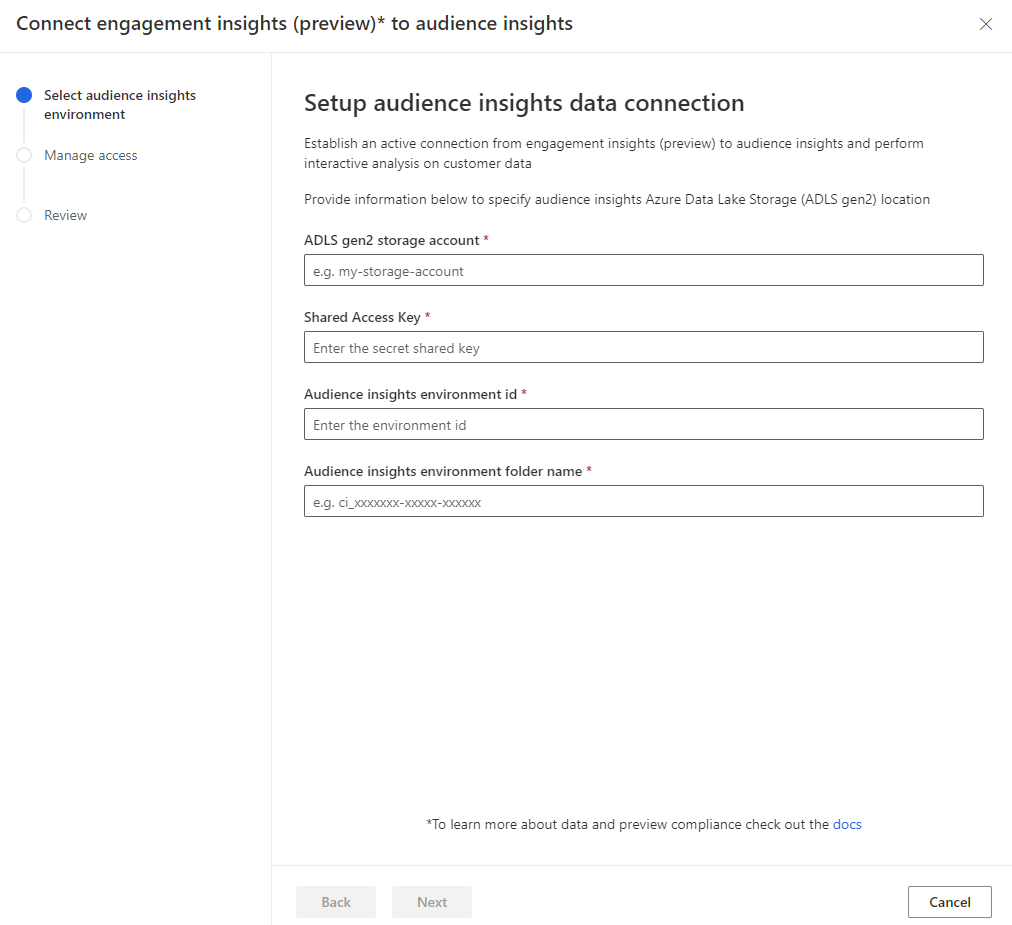 Connect engagement insights (preview)* to audience insights
Select audience insights
environment
Manage access
Review
Setup audience insights data connection
Establish an active connection from engagement insights (preview) to audience insights and perform
interactive analysis on customer data
Provide information below to specify audience insights Azure Data Lake Storage (ADLS gen2) location
ADLS gen2 storage account *
e.g. my-storage-account
Shared Access Key *
Enter the secret shared key
Audience insights environment id *
Enter the environment id
Audience insights environment folder name *
e.g. ci_xxxxxxx-xxxxx-xxxxxx
*To learn more about data and preview compliance check out the docs
Back
Next
Cancel